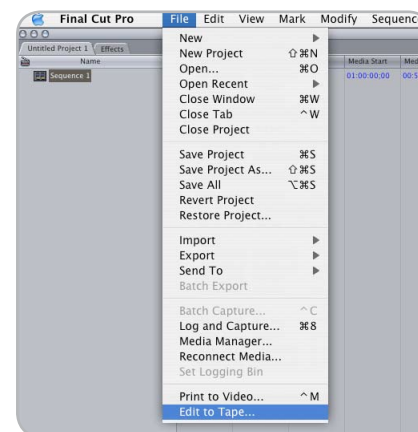 Final Cut Pro File Edit View Mark Modify Sequenc
Untitled Project 1 Effects
Name Media Start Med
Sequence 1 01:00:00;00 00:5
New
New Project ⇧⌘N
Open... ⌘O
Open Recent
Close Window ⌘W
Close Tab ^W
Close Project
Save Project ⌘S
Save Project As... ⇧⌘S
Save All ⌥⌘S
Revert Project
Restore Project...
Import
Export
Send To
Batch Export
Batch Capture... ^C
Log and Capture... ⌘8
Media Manager...
Reconnect Media...
Set Logging Bin
Print to Video... ^M
Edit to Tape...